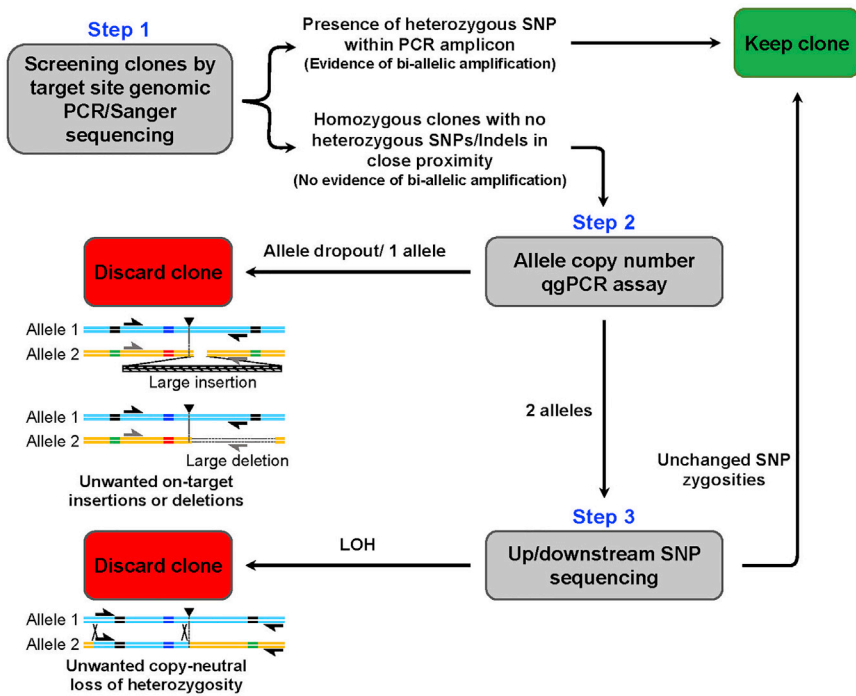 Step 1
Screening clones by
target site genomic
PCR/Sanger
sequencing
Presence of heterozygous SNP
within PCR amplicon
(Evidence of bi-allelic amplification)
Keep clone
Homozygous clones with no
heterozygous SNPs/Indels in
close proximity
(No evidence of bi-allelic amplification)
Step 2
Allele copy number
qgPCR assay
Allele dropout/ 1 allele
Discard clone
Allele 1
Allele 2
Large insertion
Allele 1
Allele 2
Large deletion
Unwanted on-target
insertions or deletions
2 alleles
Unchanged SNP
zygosities
Step 3
Up/downstream SNP
sequencing
LOH
Discard clone
Allele 1
Allele 2
Unwanted copy-neutral
loss of heterozygosity